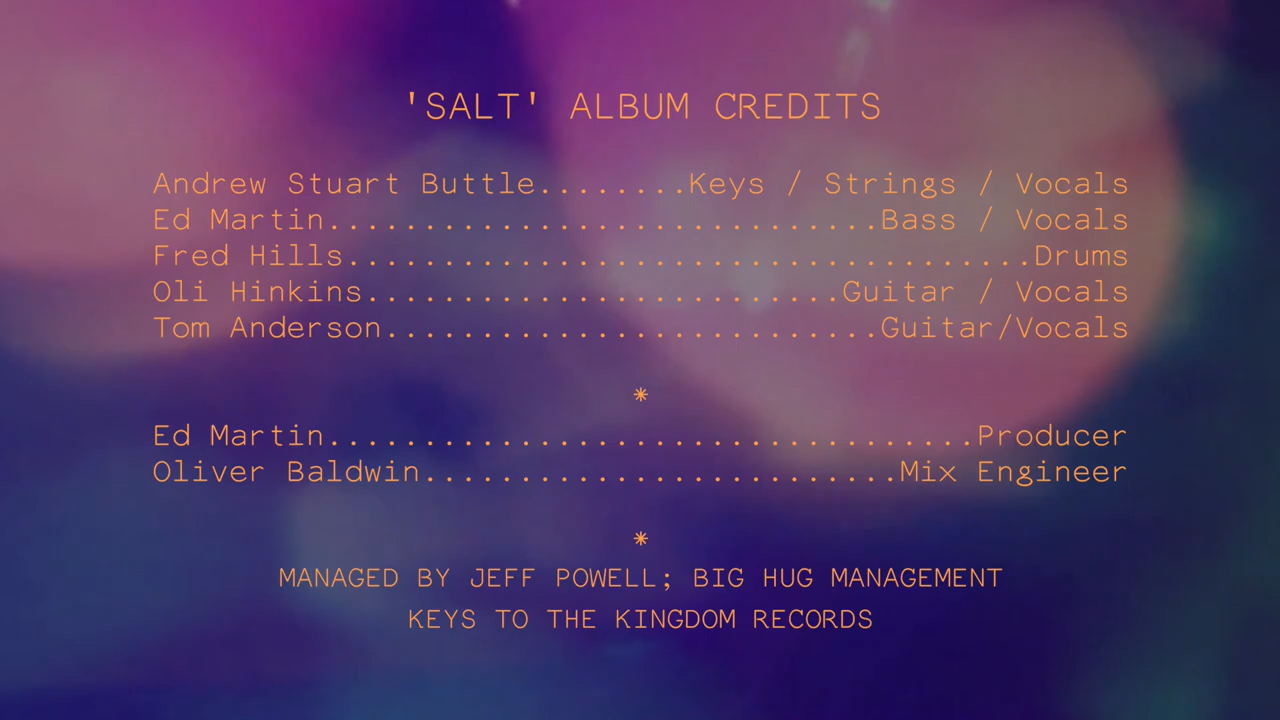 'SALT' ALBUM CREDITS
Andrew Stuart Buttle........Keys / Strings / Vocals
Ed Martin.............................Bass / Vocals
Fred Hills....................................Drums
Oli Hinkins.........................Guitar / Vocals
Tom Anderson..........................Guitar/Vocals
*
Ed Martin..................................Producer
Oliver Baldwin.........................Mix Engineer
*
MANAGED BY JEFF POWELL; BIG HUG MANAGEMENT
KEYS TO THE KINGDOM RECORDS